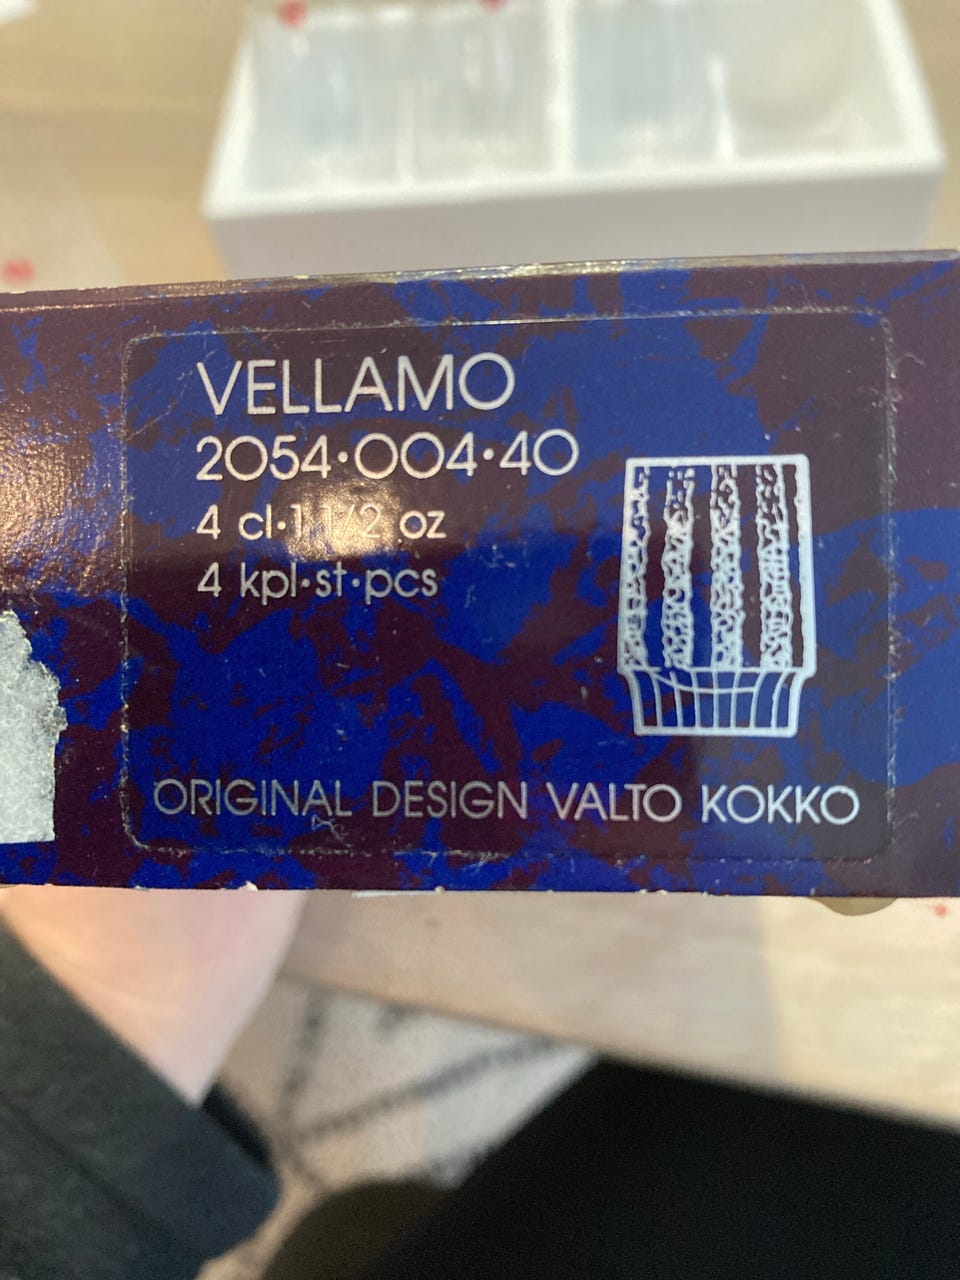 VELLAMO
2054·004·40
4 cl·1 1/2 oz
4 kpl·st·pcs
ORIGINAL DESIGN VALTO KOKKO